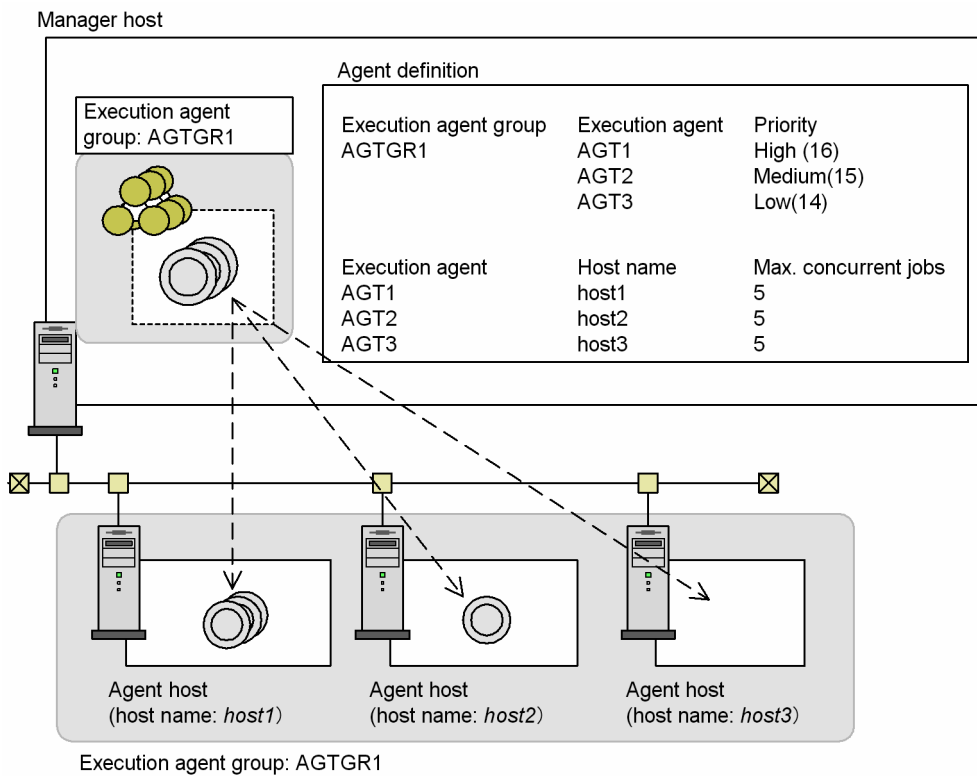 Manager host
Agent definition
Execution agent
group: AGTGR1
Execution agent group Execution agent Priority
AGTGR1 AGT1 High (16)
AGT2 Medium(15)
AGT3 Low(14)
Execution agent Host name Max. concurrent jobs
AGT1 host1 5
AGT2 host2 5
AGT3 host3 5
Agent host
(host name: host1)
Agent host
(host name: host2)
Agent host
(host name: host3)
Execution agent group: AGTGR1